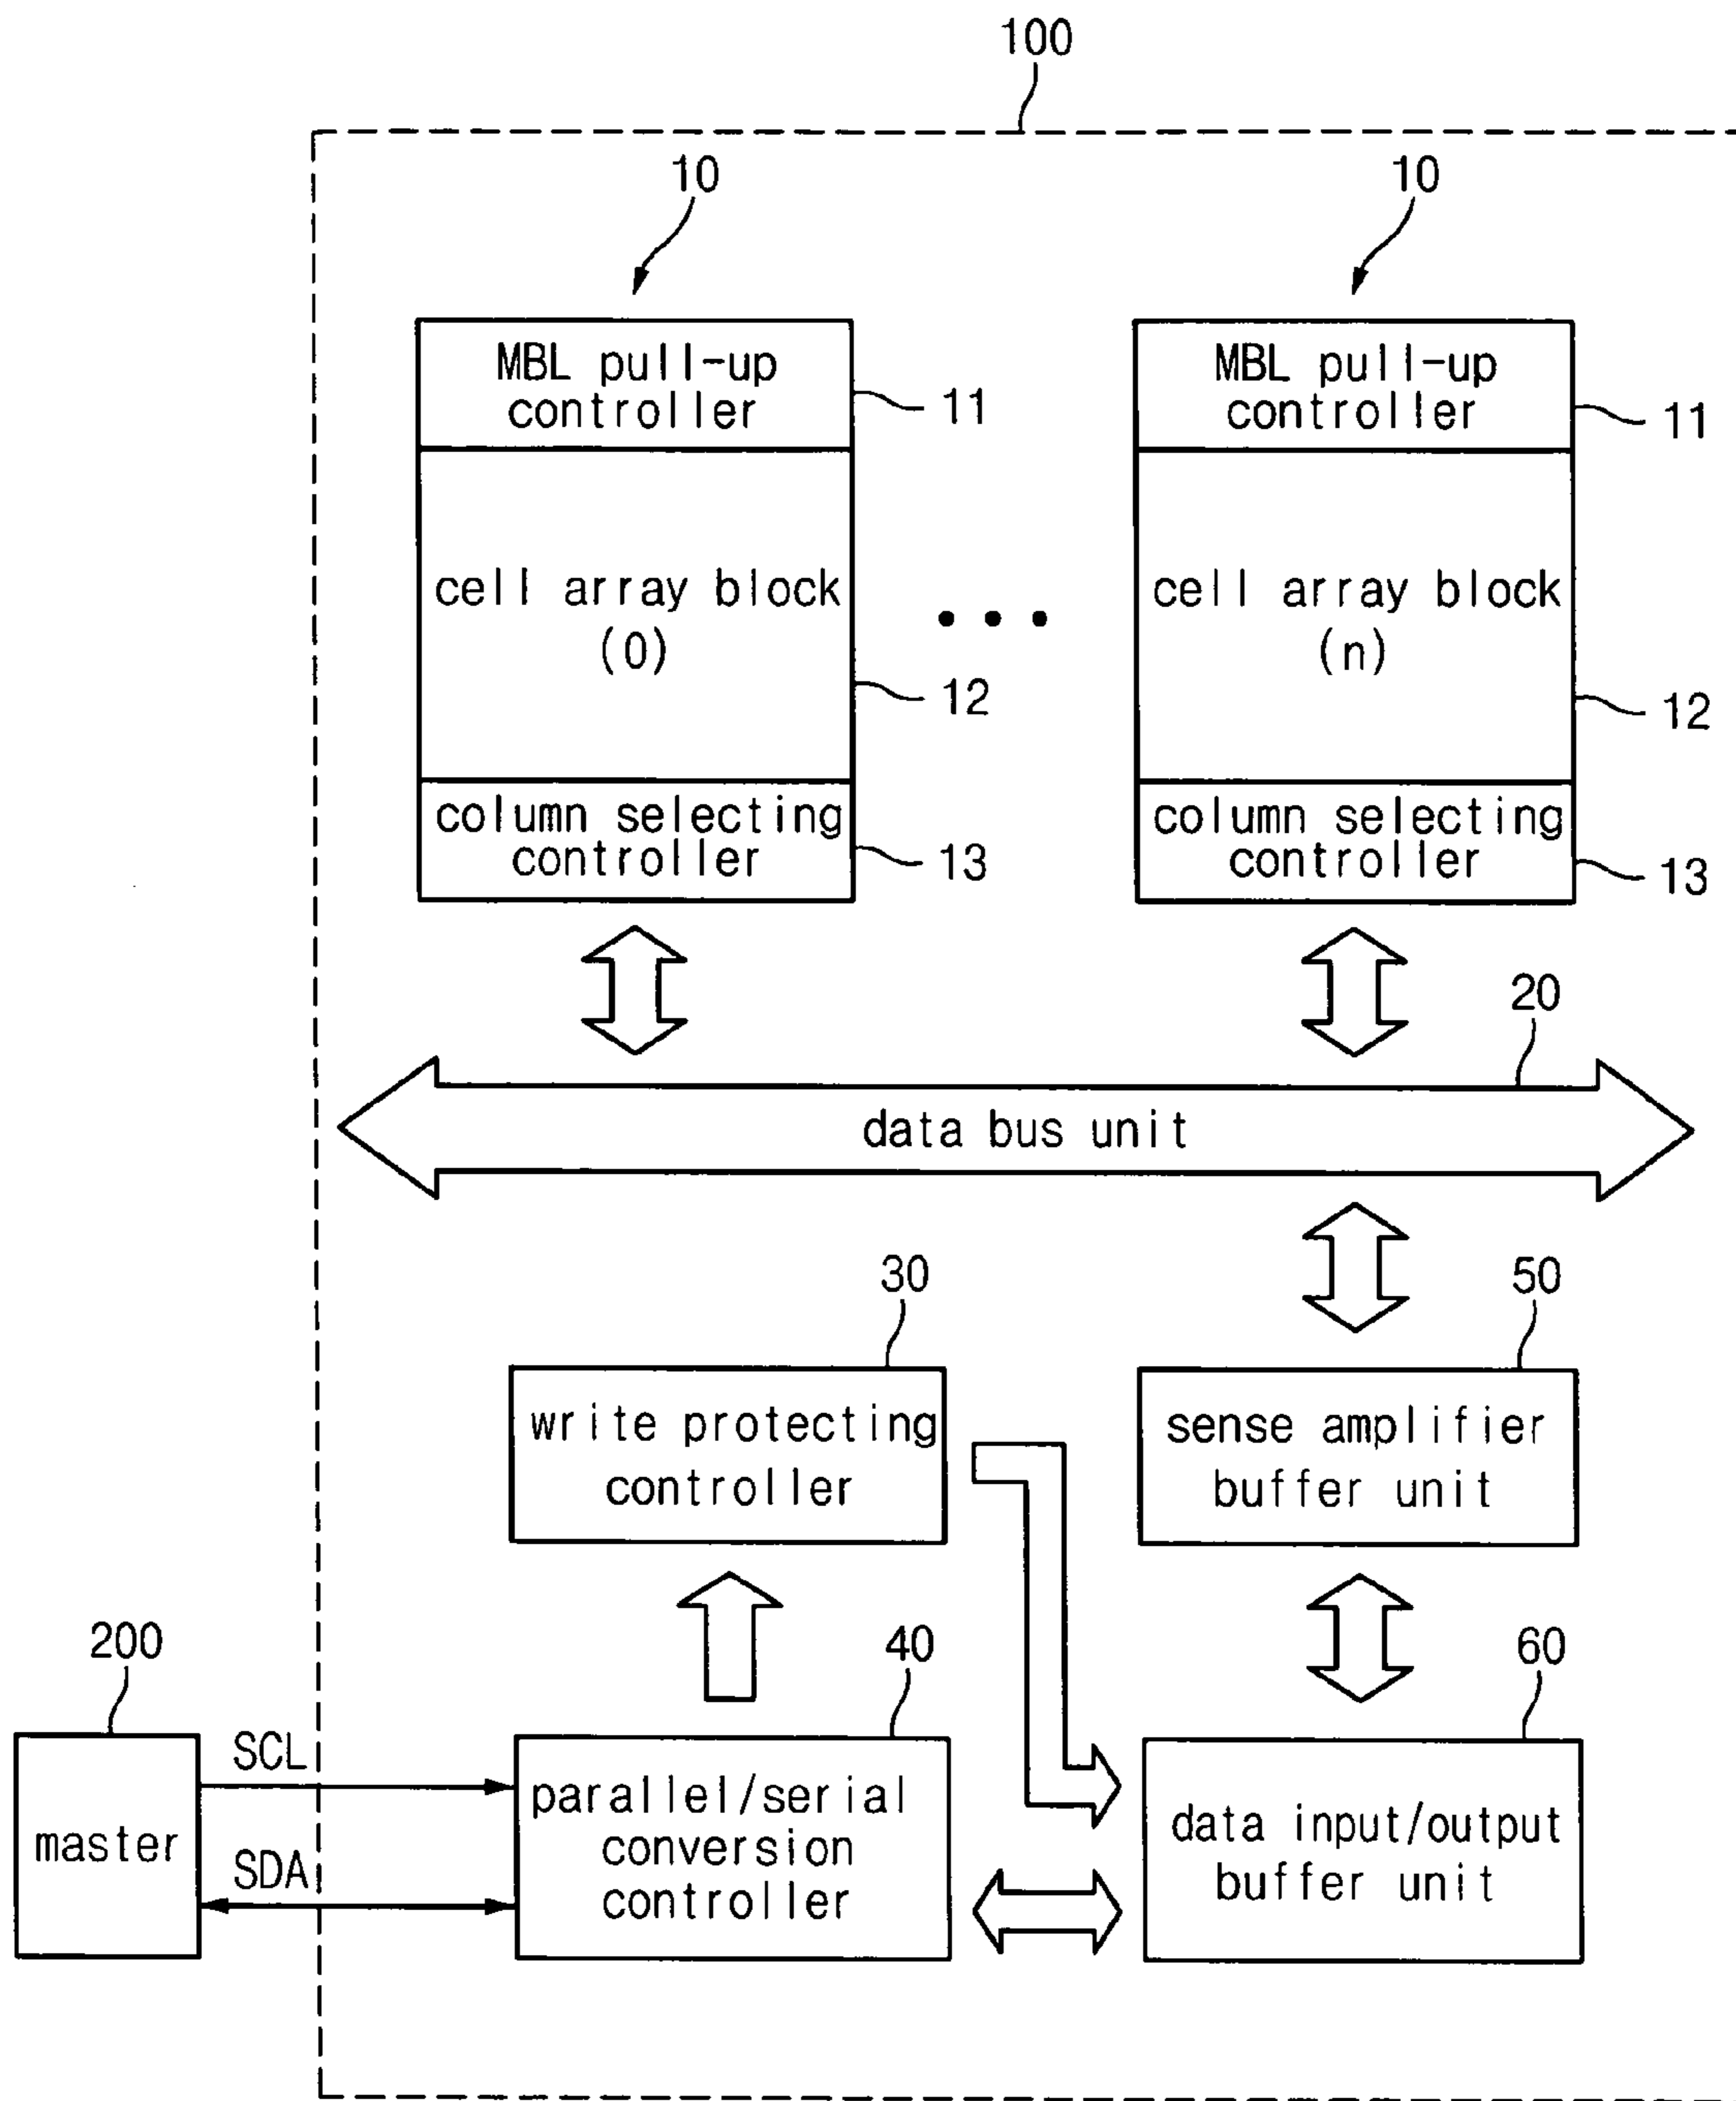 100
10
10
MBL pull-up
controller
11
MBL pull-up
controller
11
cell array block
(0)
12
• • •
cell array block
(n)
12
column selecting
controller
13
column selecting
controller
13
20
data bus unit
30
50
write protecting
controller
sense amplifier
buffer unit
200
40
60
master
SCL
SDA
parallel/serial
conversion
controller
data input/output
buffer unit